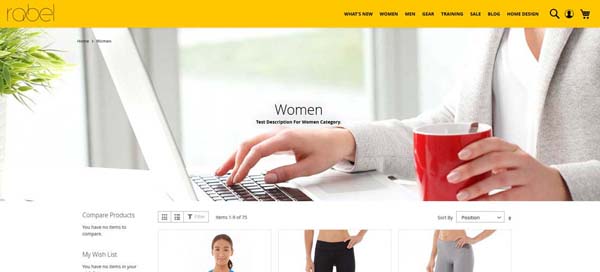 rabel
WHAT'S NEW WOMEN MEN GEAR TRAINING SALE BLOG HOME DESIGN
Home > Women
Women
Test Description For Women Category.
Compare Products
You have no items to
compare.
My Wish List
You have no items in your
Filter
Items 1-9 of 75
Sort By Position